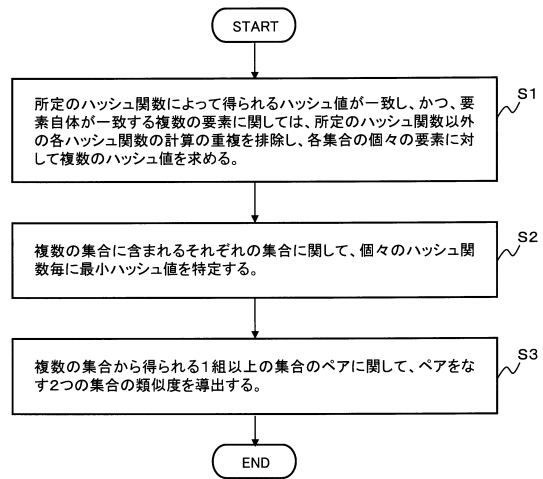 START
S1
所定のハッシュ関数によって得られるハッシュ値が一致し、かつ、要
素自体が一致する複数の要素に関しては、所定のハッシュ関数以外
の各ハッシュ関数の計算の重複を排除し、各集合の個々の要素に対
して複数のハッシュ値を求める。
S2
複数の集合に含まれるそれぞれの集合に関して、個々のハッシュ関
数毎に最小ハッシュ値を特定する。
S3
複数の集合から得られる1組以上の集合のペアに関して、ペアをな
す2つの集合の類似度を導出する。
END